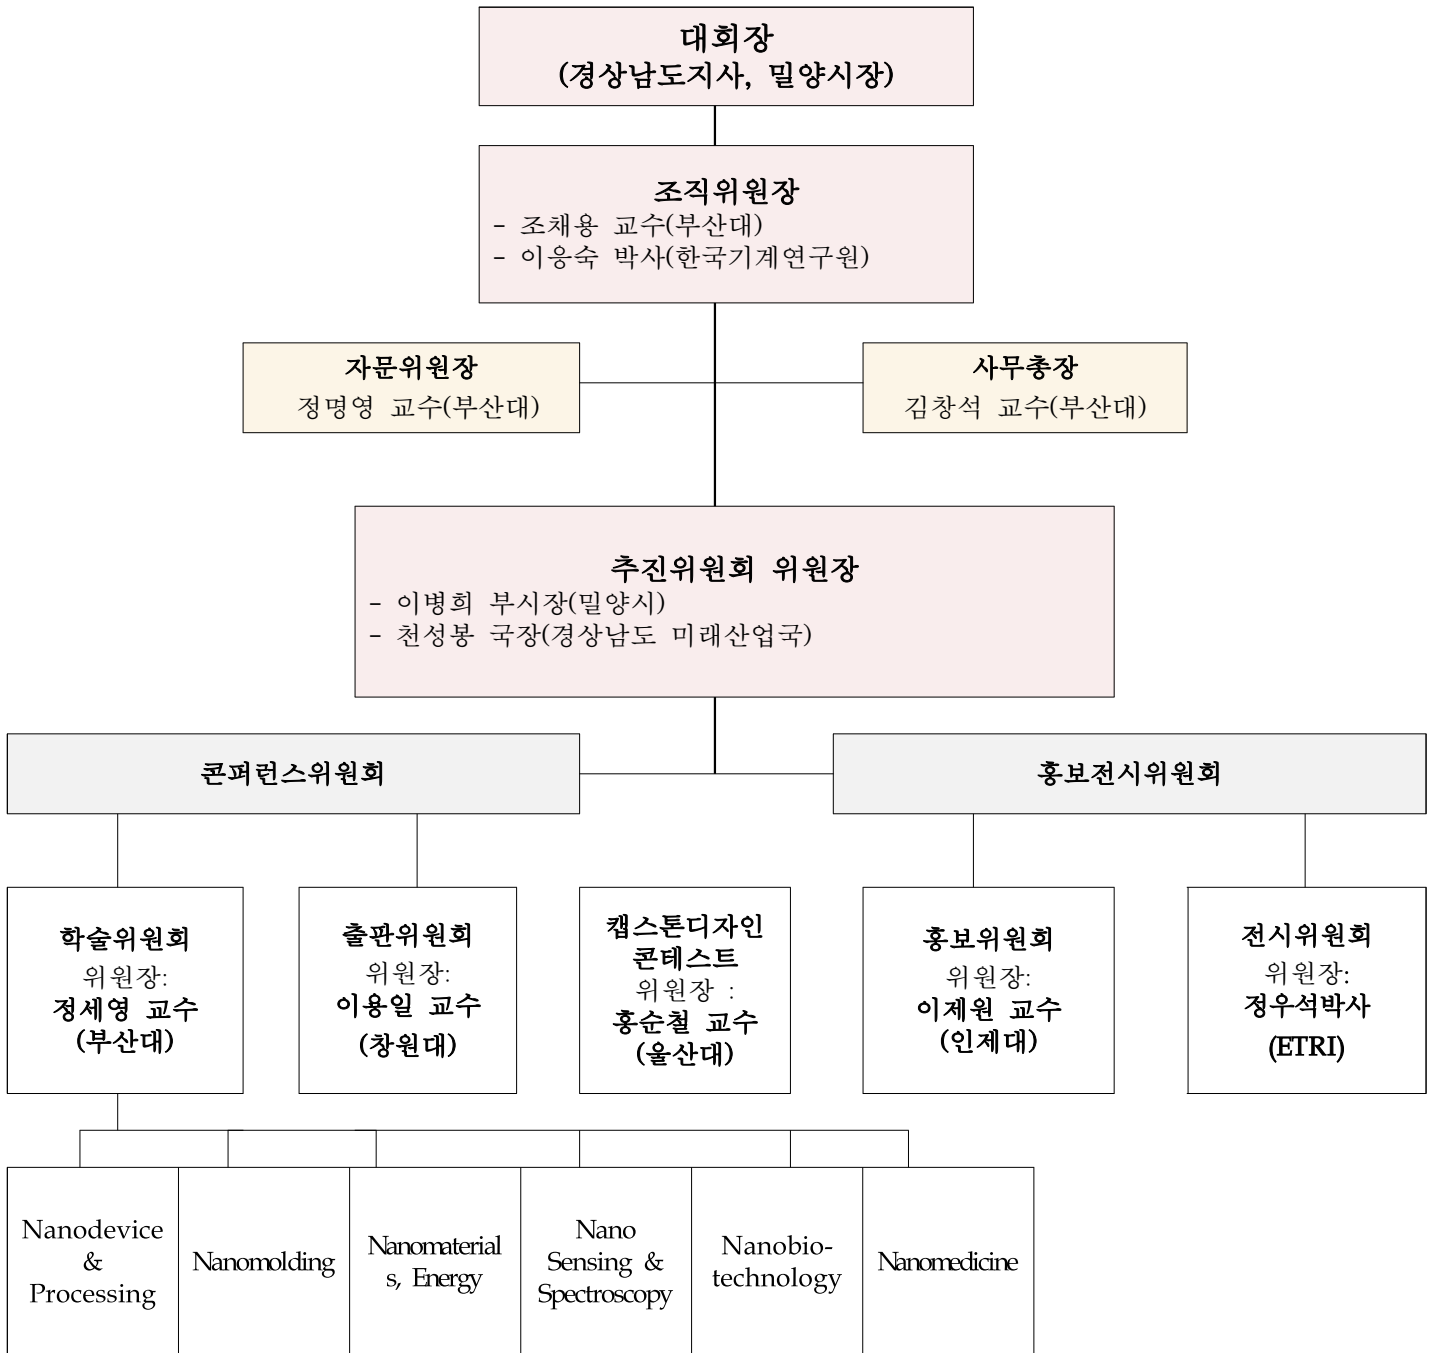 대회장
(경상남도지사, 밀양시장)
조직위원장
- 조채용 교수(부산대)
- 이응숙 박사(한국기계연구원)
자문위원장
정명영 교수(부산대)
사무총장
김창석 교수(부산대)
추진위원회 위원장
- 이병희 부시장(밀양시)
- 천성봉 국장(경상남도 미래산업국)
콘퍼런스위원회
홍보전시위원회
학술위원회
위원장:
정세영 교수
(부산대)
출판위원회
위원장:
이용일 교수
(창원대)
캡스톤디자인
콘테스트
위원장 :
홍순철 교수
(울산대)
홍보위원회
위원장:
이제원 교수
(인제대)
전시위원회
위원장:
정우석박사
(ETRI)
Nanodevice
&
Processing
Nanomolding
Nanomaterial
s, Energy
Nano
Sensing &
Spectroscopy
Nanobio-
technology
Nanomedicine